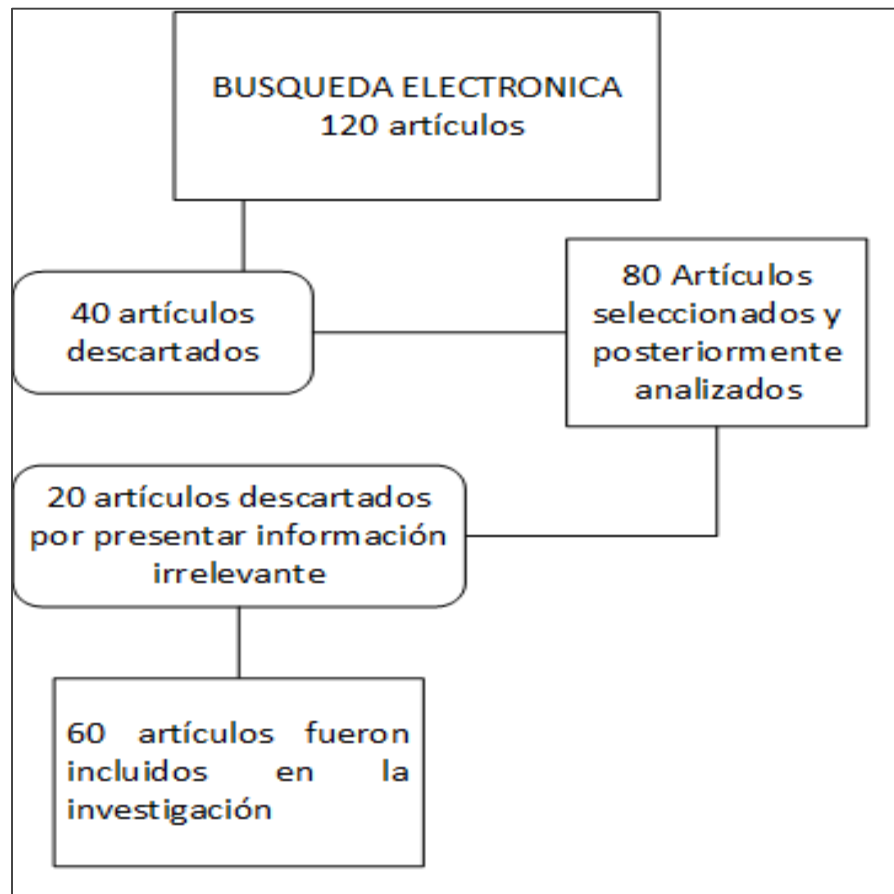 BUSQUEDA ELECTRONICA
120 artículos
40 artículos
descartados
80 Artículos
seleccionados y
posteriormente
analizados
20 artículos descartados
por presentar información
irrelevante
60 artículos fueron
incluidos en la
investigación